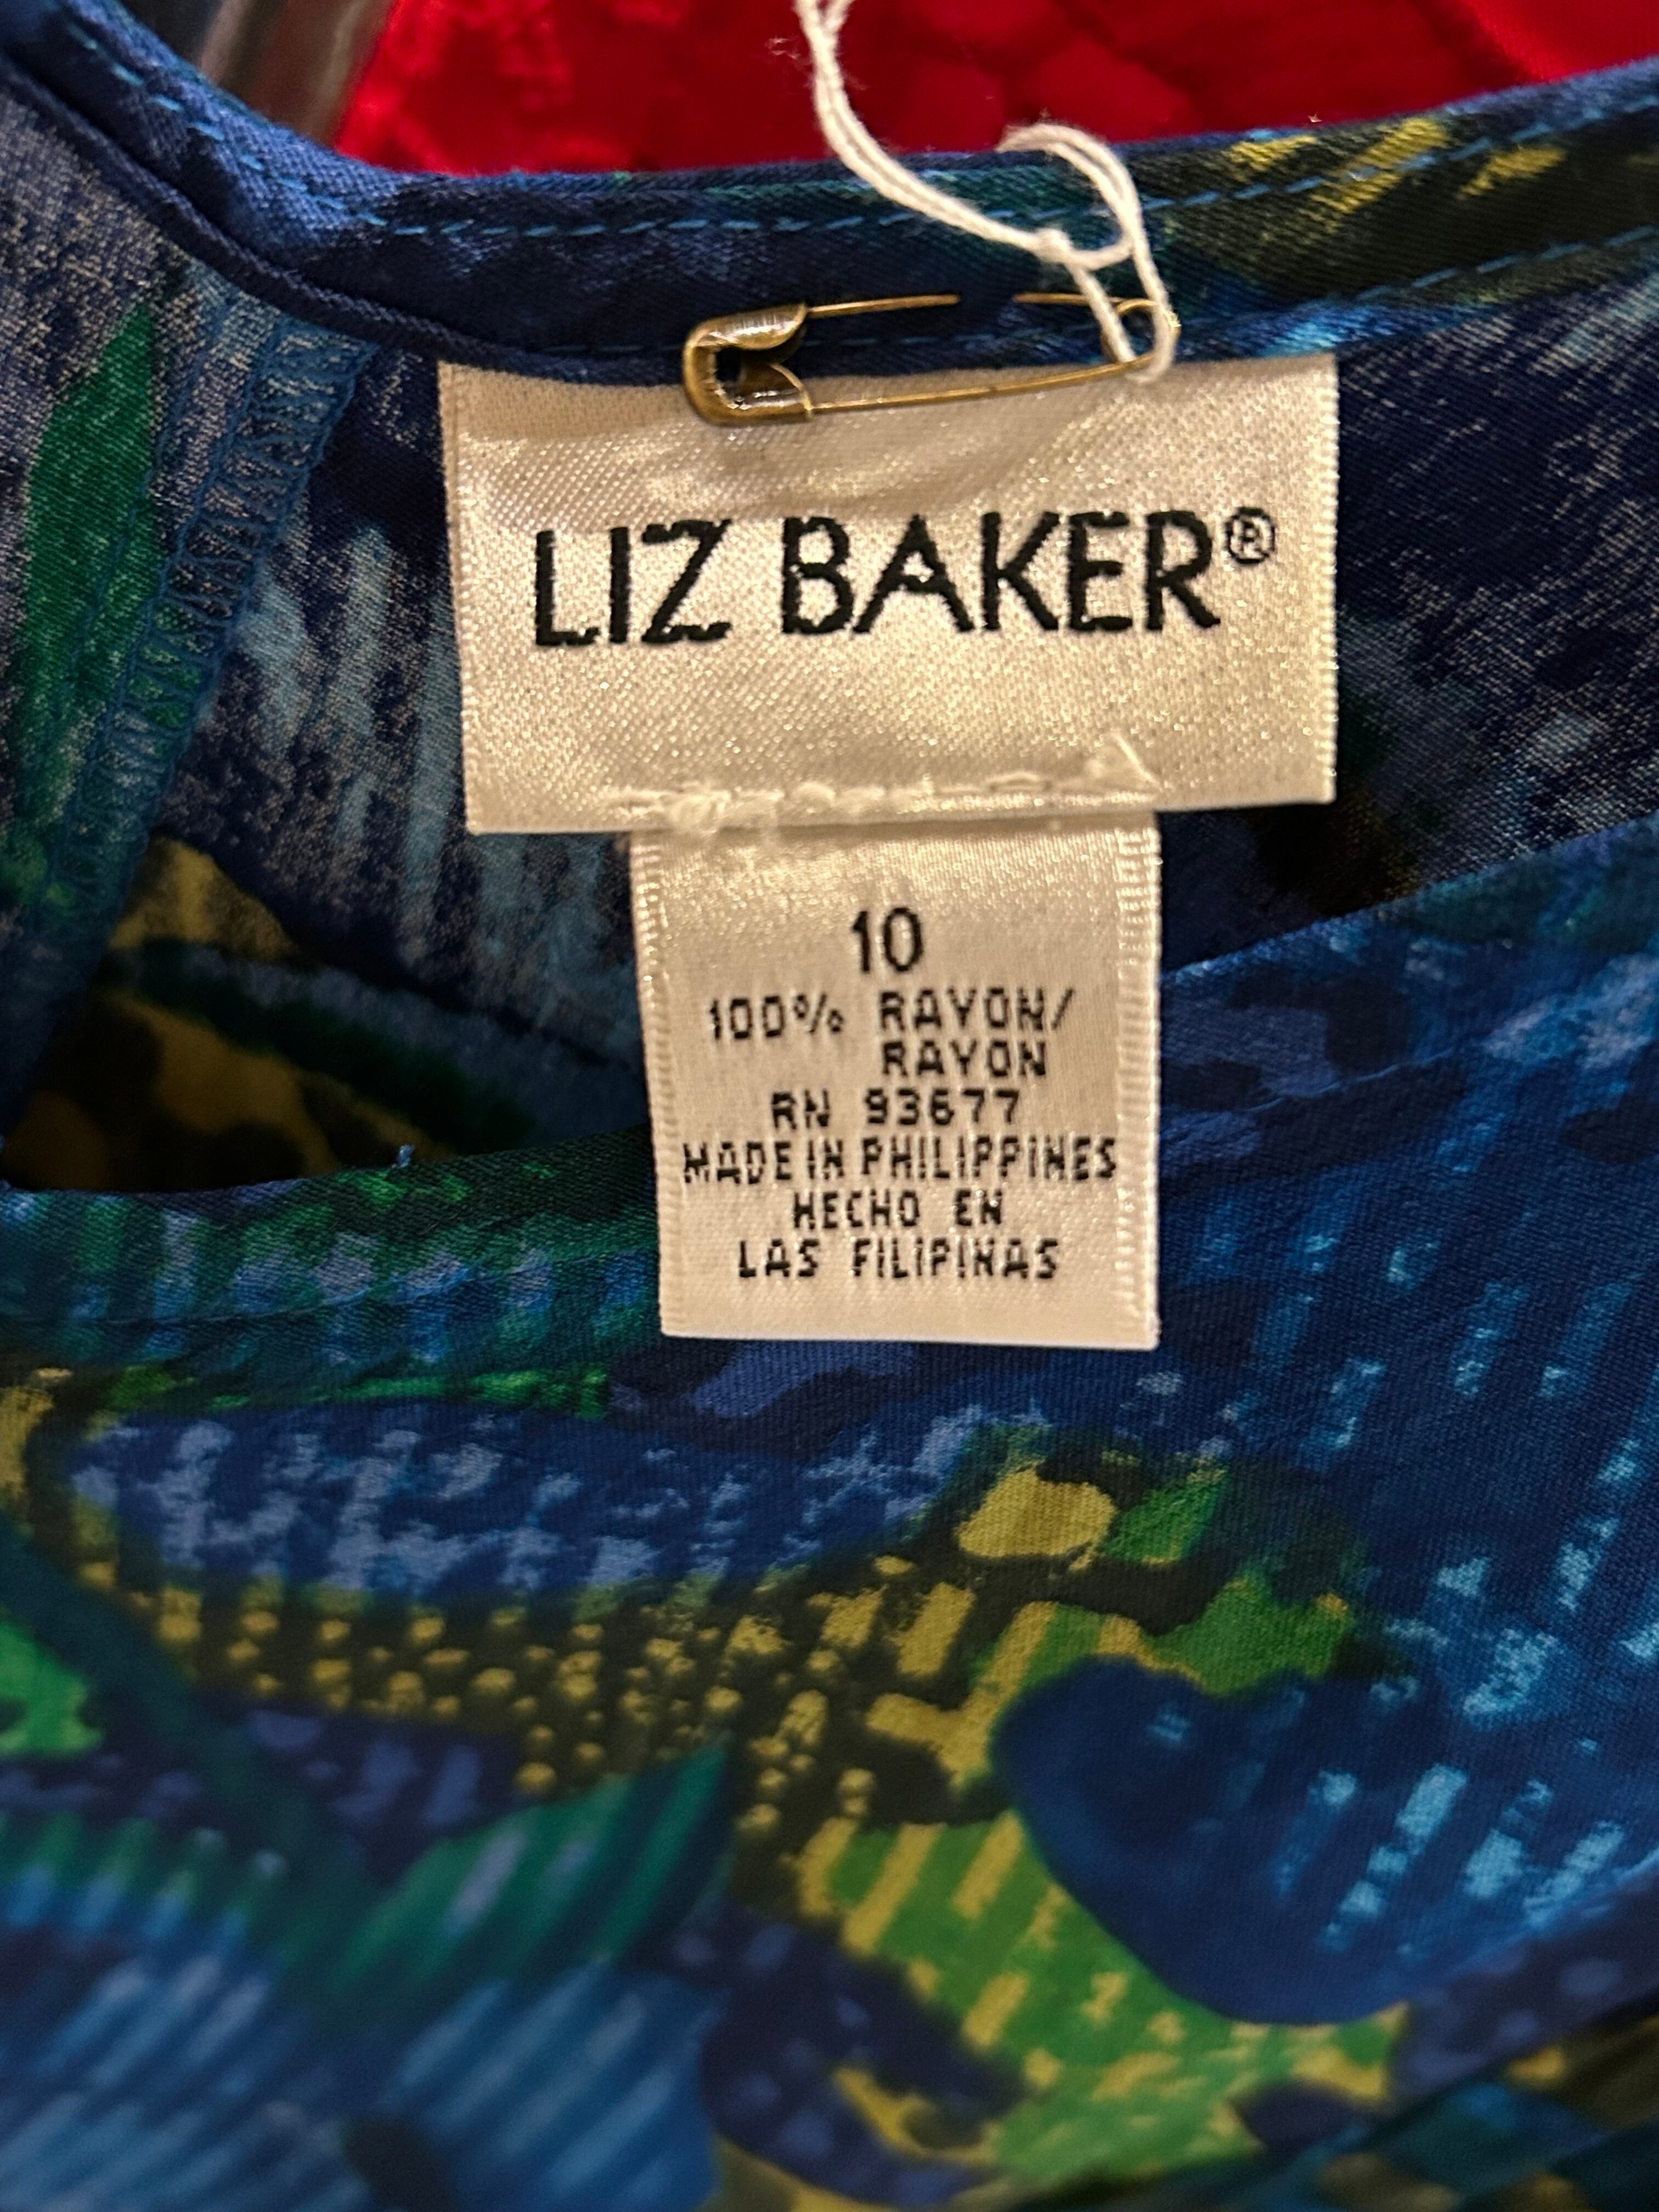 LIZ BAKER®
10
100% RAYON/
RAYON
RN 93677
MADE IN PHILIPPINES
HECHO EN
LAS FILIPINAS